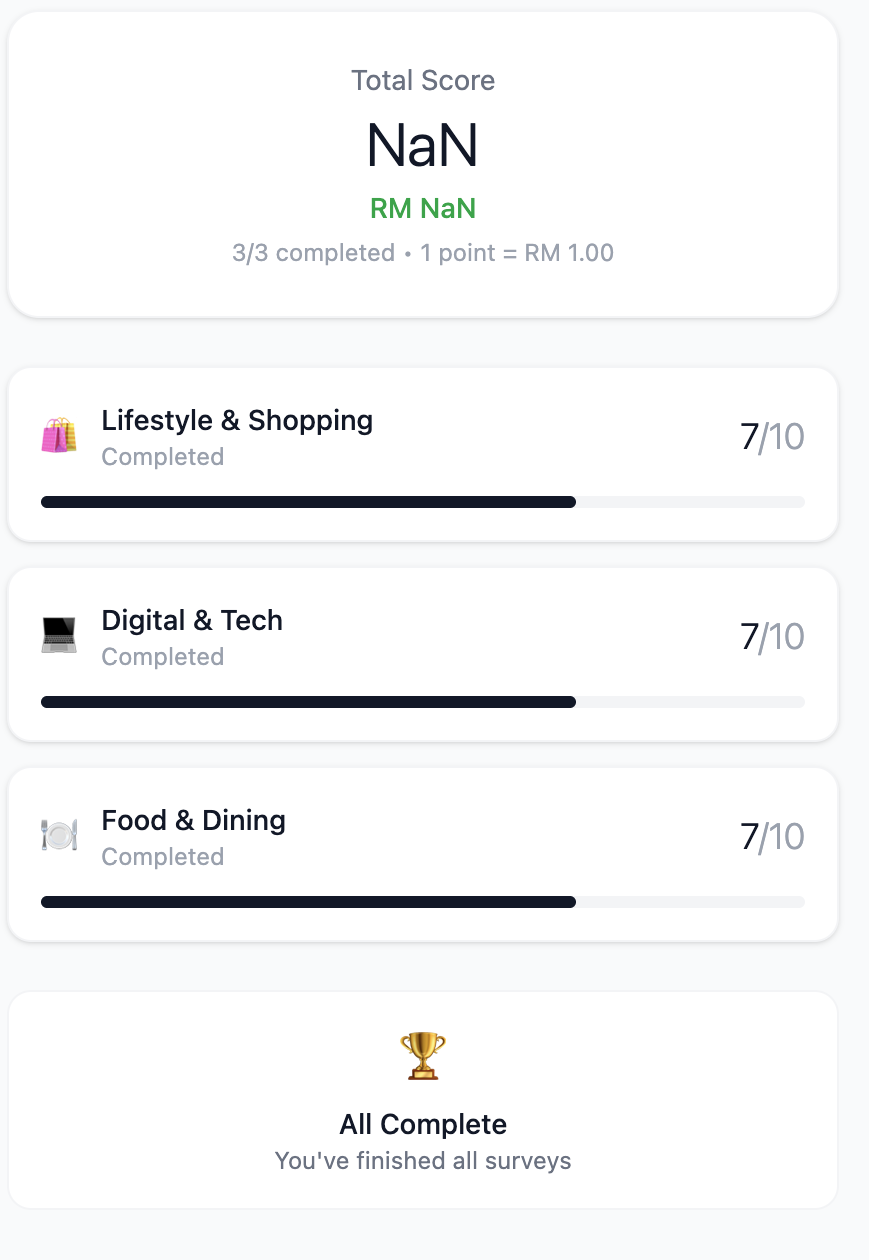 Total Score
NaN
RM NaN
3/3 completed • 1 point = RM 1.00
Lifestyle & Shopping
Completed
7/10
Digital & Tech
Completed
7/10
Food & Dining
Completed
7/10
All Complete
You've finished all surveys